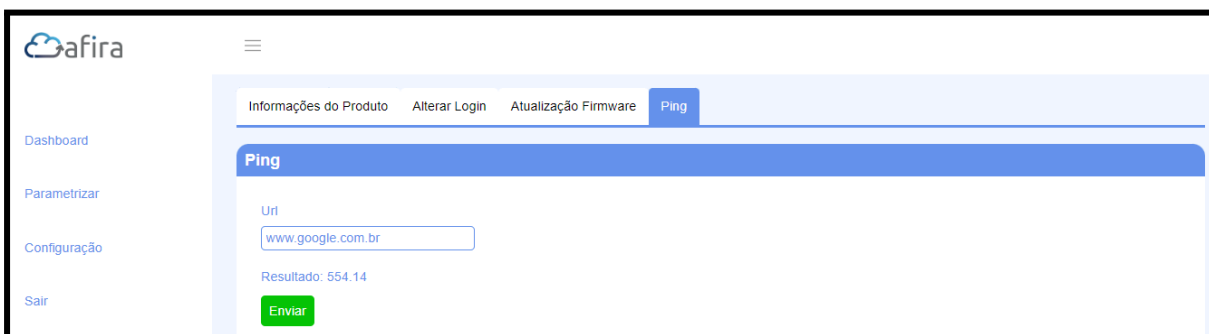 afira
Informações do Produto Alterar Login Atualização Firmware Ping
Dashboard
Ping
Parametrizar
Url
www.google.com.br
Configuração
Resultado: 554.14
Sair
Enviar